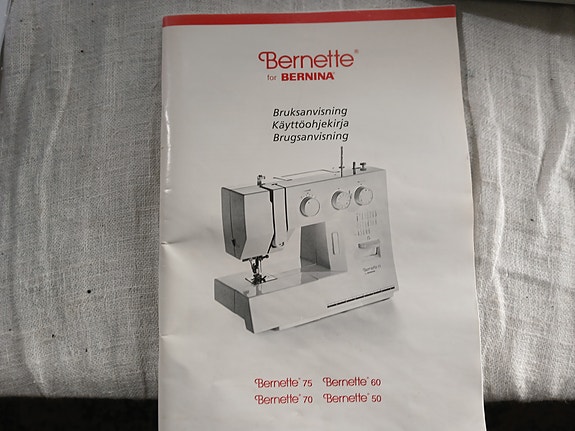 Bernette®
for BERNINA
Bruksanvisning
Käyttöohjekirja
Brugsanvisning
Bernette® 75 Bernette® 60
Bernette® 70 Bernette® 50